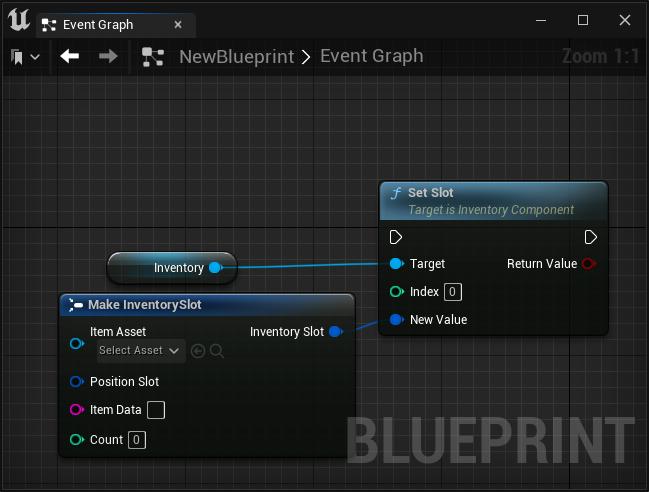 Event Graph
NewBlueprint > Event Graph
Zoom 1:1
Set Slot
Target is Inventory Component
Inventory
Target
Return Value
Index 0
New Value
Make InventorySlot
Item Asset
Select Asset
Inventory Slot
Position Slot
Item Data
Count 0
BLUEPRINT